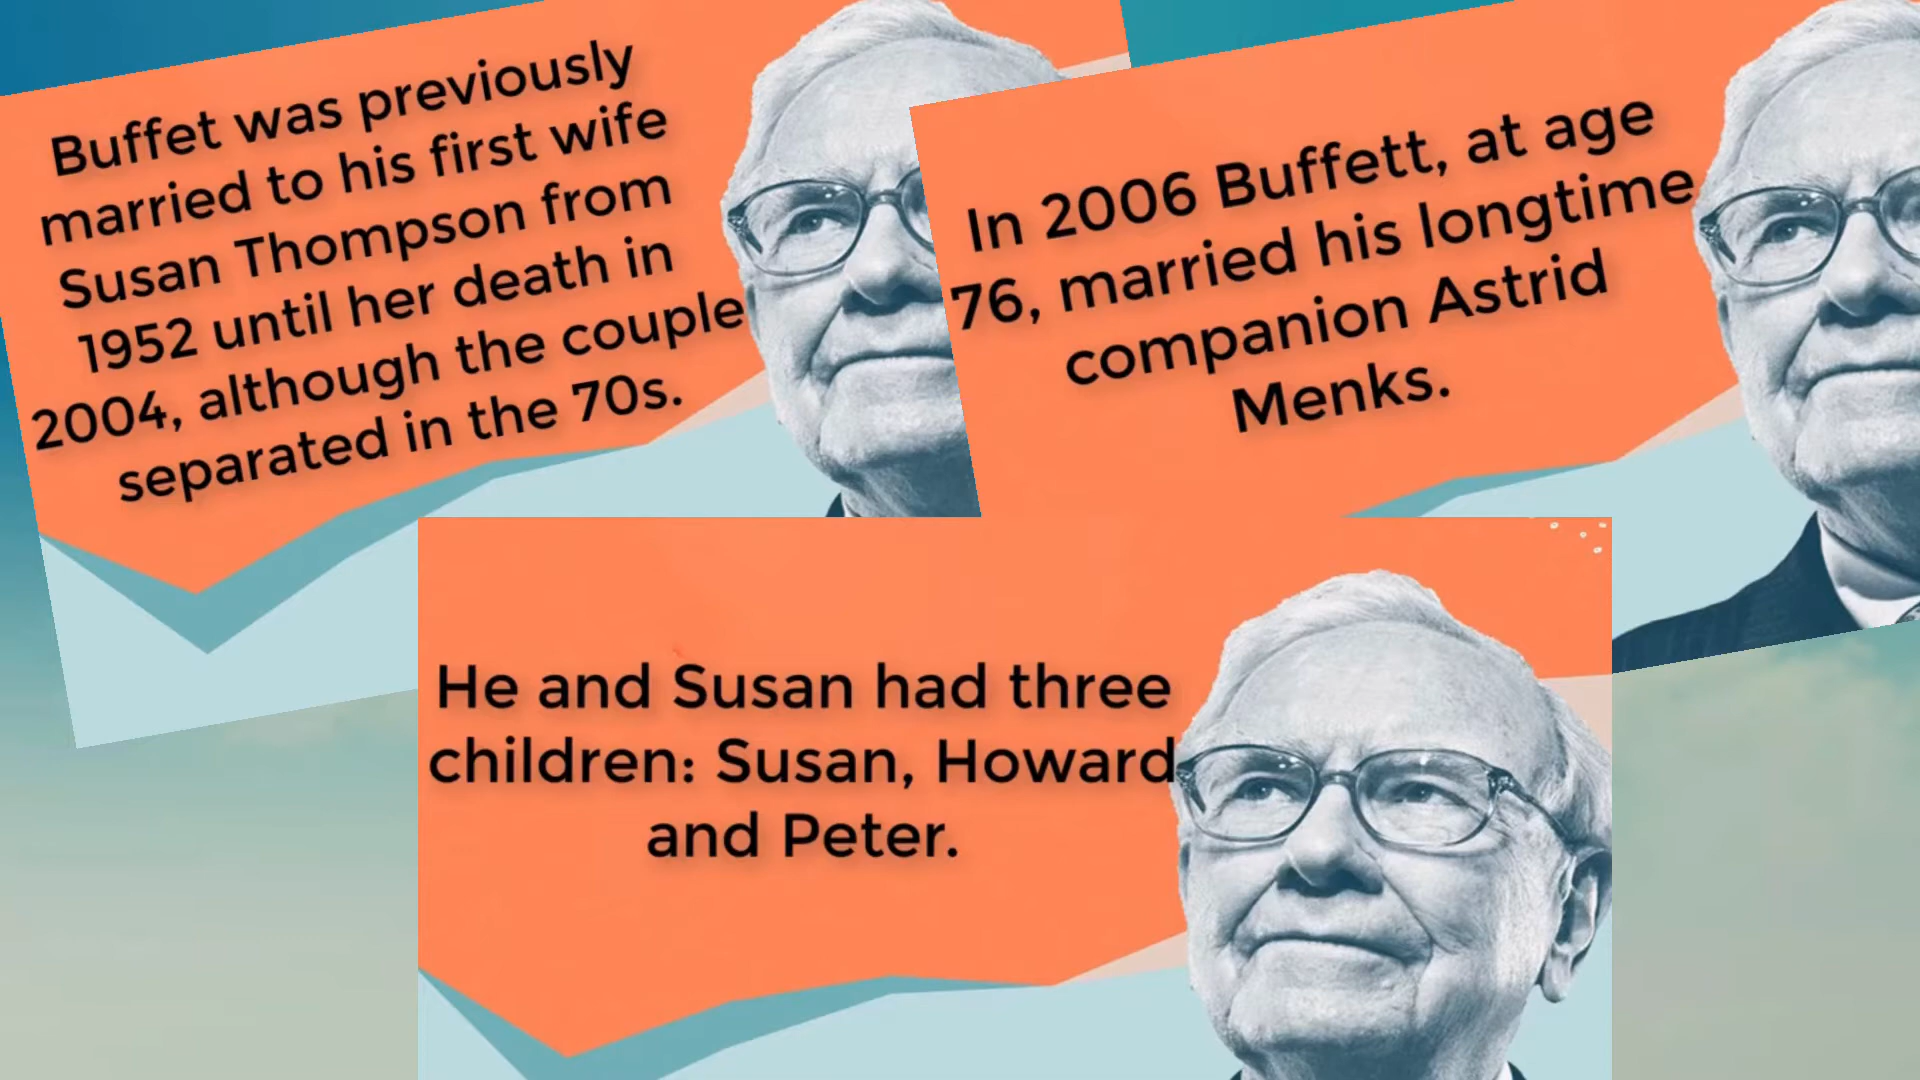 Buffet was previously
married to his first wife
Susan Thompson from
1952 until her death in
2004, although the couple
separated in the 70s.
In 2006 Buffett, at age
76, married his longtime
companion Astrid
Menks.
He and Susan had three
children: Susan, Howard
and Peter.